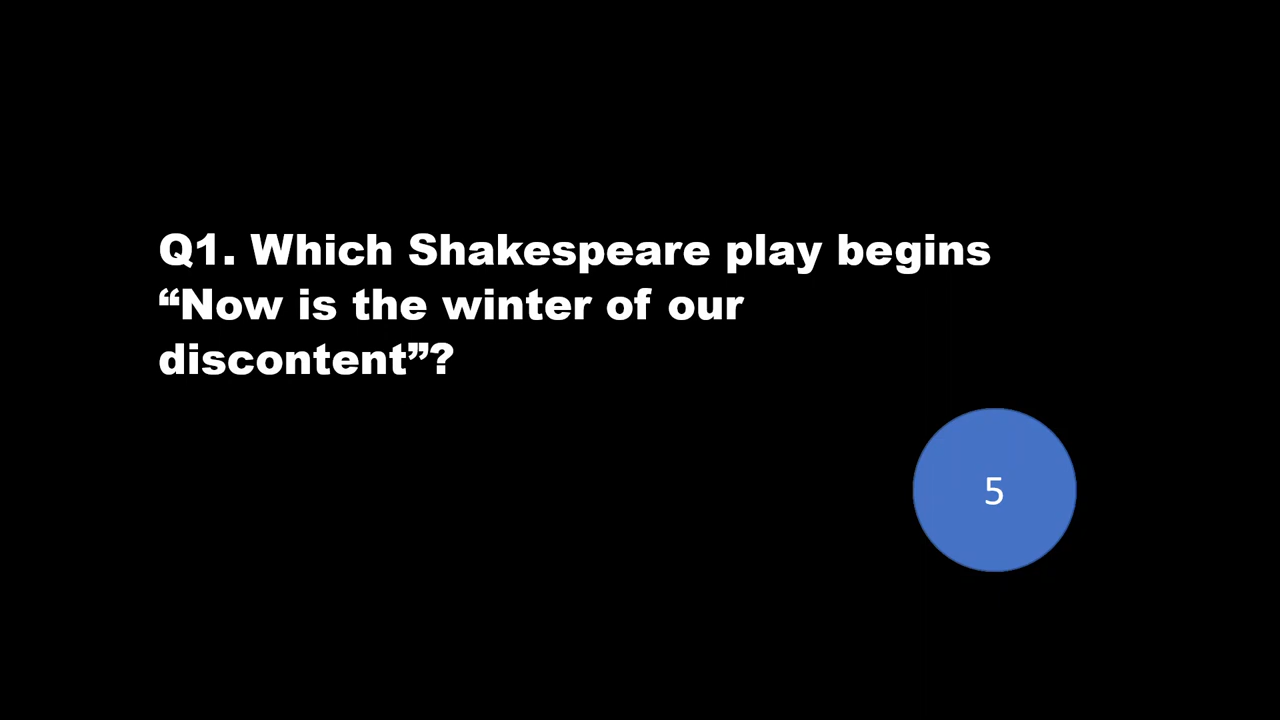 Q1. Which Shakespeare play begins
“Now is the winter of our
discontent”?
5